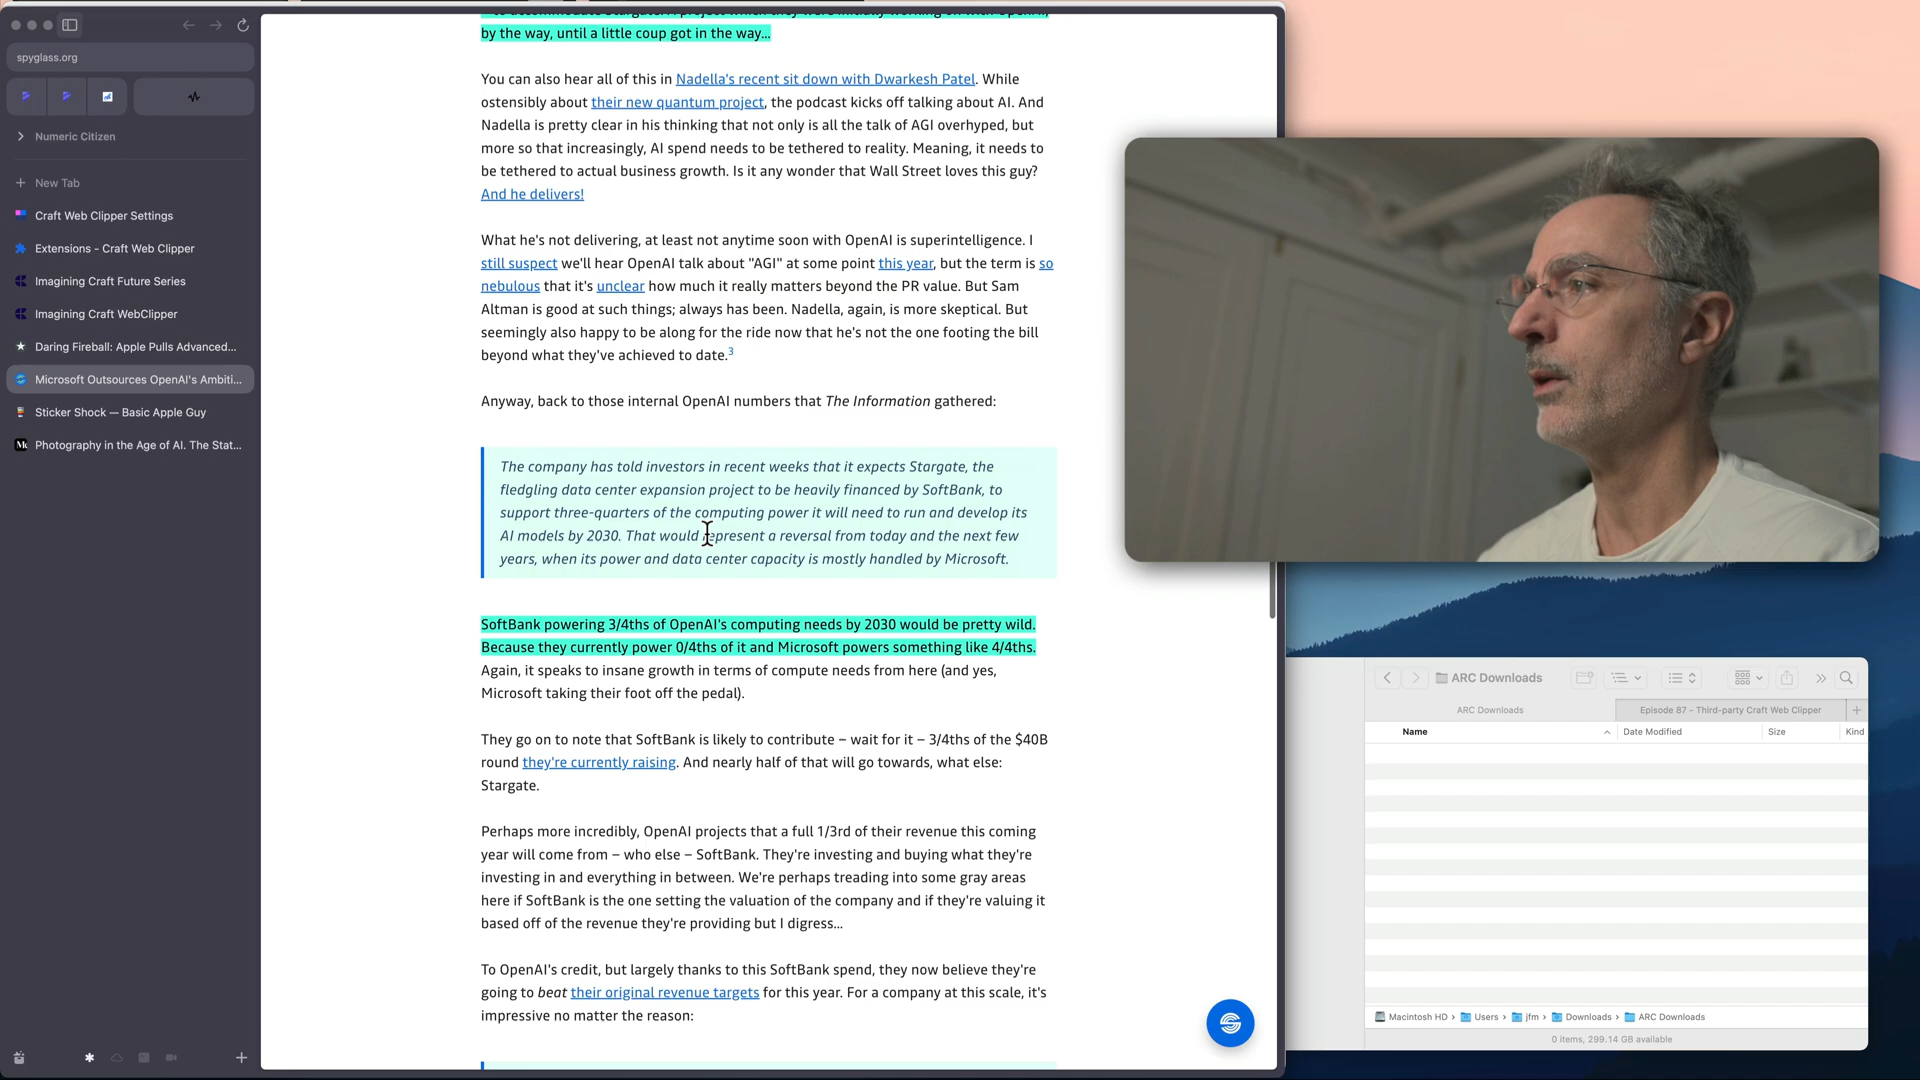 by the way, until a little coup got in the way...
spyglass.org
Numeric Citizen
New Tab
Craft Web Clipper Settings
Extensions - Craft Web Clipper
Imagining Craft Future Series
Imagining Craft WebClipper
Daring Fireball: Apple Pulls Advanced...
Microsoft Outsources OpenAI's Ambiti...
Sticker Shock — Basic Apple Guy
Photography in the Age of AI. The Stat...
You can also hear all of this in Nadella's recent sit down with Dwarkesh Patel. While
ostensibly about their new quantum project, the podcast kicks off talking about AI. And
Nadella is pretty clear in his thinking that not only is all the talk of AGI overhyped, but
more so that increasingly, AI spend needs to be tethered to reality. Meaning, it needs to
be tethered to actual business growth. Is it any wonder that Wall Street loves this guy?
And he delivers!
What he's not delivering, at least not anytime soon with OpenAI is superintelligence. I
still suspect we'll hear OpenAI talk about "AGI" at some point this year, but the term is so
nebulous that it's unclear how much it really matters beyond the PR value. But Sam
Altman is good at such things; always has been. Nadella, again, is more skeptical. But
seemingly also happy to be along for the ride now that he's not the one footing the bill
beyond what they've achieved to date.3
Anyway, back to those internal OpenAI numbers that The Information gathered:
The company has told investors in recent weeks that it expects Stargate, the
fledgling data center expansion project to be heavily financed by SoftBank, to
support three-quarters of the computing power it will need to run and develop its
AI models by 2030. That would represent a reversal from today and the next few
years, when its power and data center capacity is mostly handled by Microsoft.
SoftBank powering 3/4ths of OpenAI's computing needs by 2030 would be pretty wild.
Because they currently power 0/4ths of it and Microsoft powers something like 4/4ths.
Again, it speaks to insane growth in terms of compute needs from here (and yes,
Microsoft taking their foot off the pedal).
They go on to note that SoftBank is likely to contribute – wait for it – 3/4ths of the $40B
round they're currently raising. And nearly half of that will go towards, what else:
Stargate.
Perhaps more incredibly, OpenAI projects that a full 1/3rd of their revenue this coming
year will come from – who else – SoftBank. They're investing and buying what they're
investing in and everything in between. We're perhaps treading into some gray areas
here if SoftBank is the one setting the valuation of the company and if they're valuing it
based off of the revenue they're providing but I digress...
To OpenAI's credit, but largely thanks to this SoftBank spend, they now believe they're
going to beat their original revenue targets for this year. For a company at this scale, it's
impressive no matter the reason:
ARC Downloads
ARC Downloads
Episode 87 - Third-party Craft Web Clipper
Name
Date Modified
Size
Kind
Macintosh HD › Users › jfm › Downloads › ARC Downloads
0 items, 299.14 GB available